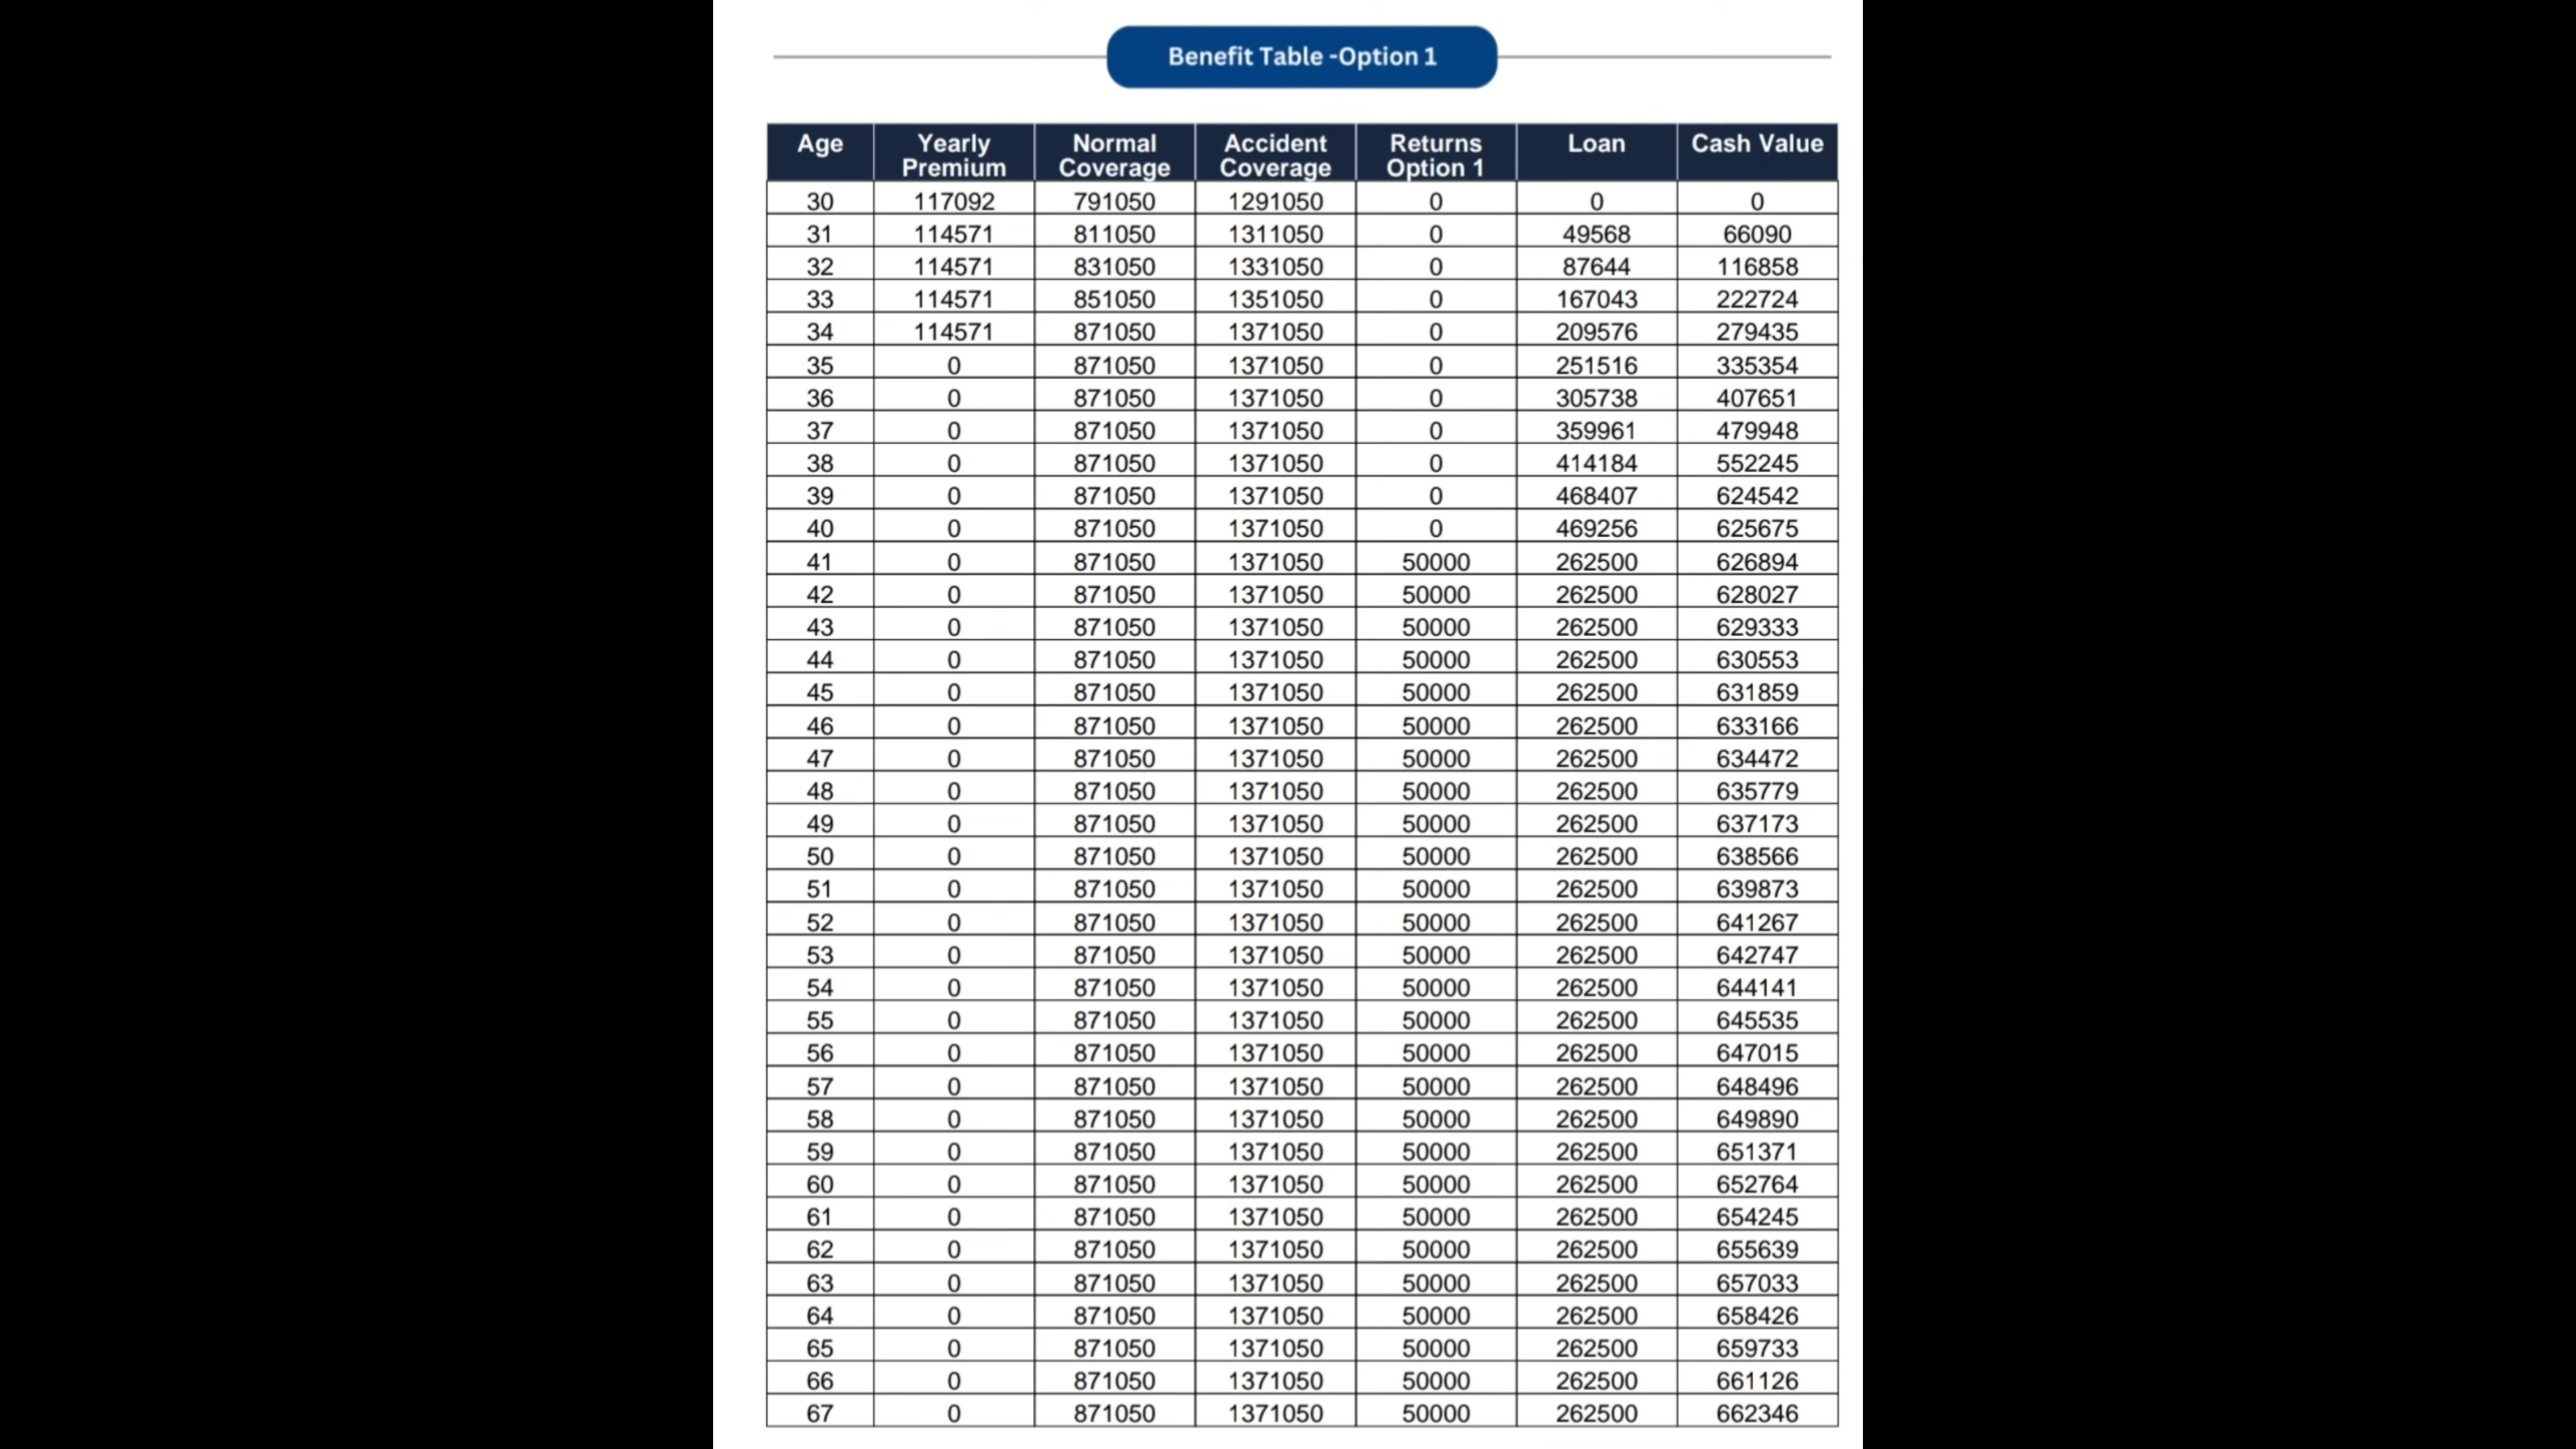 Benefit Table -Option 1
Age Yearly Premium Normal Coverage Accident Coverage Returns Option 1 Loan Cash Value
30 117092 791050 1291050 0 0 0
31 114571 811050 1311050 0 49568 66090
32 114571 831050 1331050 0 87644 116858
33 114571 851050 1351050 0 167043 222724
34 114571 871050 1371050 0 209576 279435
35 0 871050 1371050 0 251516 335354
36 0 871050 1371050 0 305738 407651
37 0 871050 1371050 0 359961 479948
38 0 871050 1371050 0 414184 552245
39 0 871050 1371050 0 468407 624542
40 0 871050 1371050 0 469256 625675
41 0 871050 1371050 50000 262500 626894
42 0 871050 1371050 50000 262500 628027
43 0 871050 1371050 50000 262500 629333
44 0 871050 1371050 50000 262500 630553
45 0 871050 1371050 50000 262500 631859
46 0 871050 1371050 50000 262500 633166
47 0 871050 1371050 50000 262500 634472
48 0 871050 1371050 50000 262500 635779
49 0 871050 1371050 50000 262500 637173
50 0 871050 1371050 50000 262500 638566
51 0 871050 1371050 50000 262500 639873
52 0 871050 1371050 50000 262500 641267
53 0 871050 1371050 50000 262500 642747
54 0 871050 1371050 50000 262500 644141
55 0 871050 1371050 50000 262500 645535
56 0 871050 1371050 50000 262500 647015
57 0 871050 1371050 50000 262500 648496
58 0 871050 1371050 50000 262500 649890
59 0 871050 1371050 50000 262500 651371
60 0 871050 1371050 50000 262500 652764
61 0 871050 1371050 50000 262500 654245
62 0 871050 1371050 50000 262500 655639
63 0 871050 1371050 50000 262500 657033
64 0 871050 1371050 50000 262500 658426
65 0 871050 1371050 50000 262500 659733
66 0 871050 1371050 50000 262500 661126
67 0 871050 1371050 50000 262500 662346